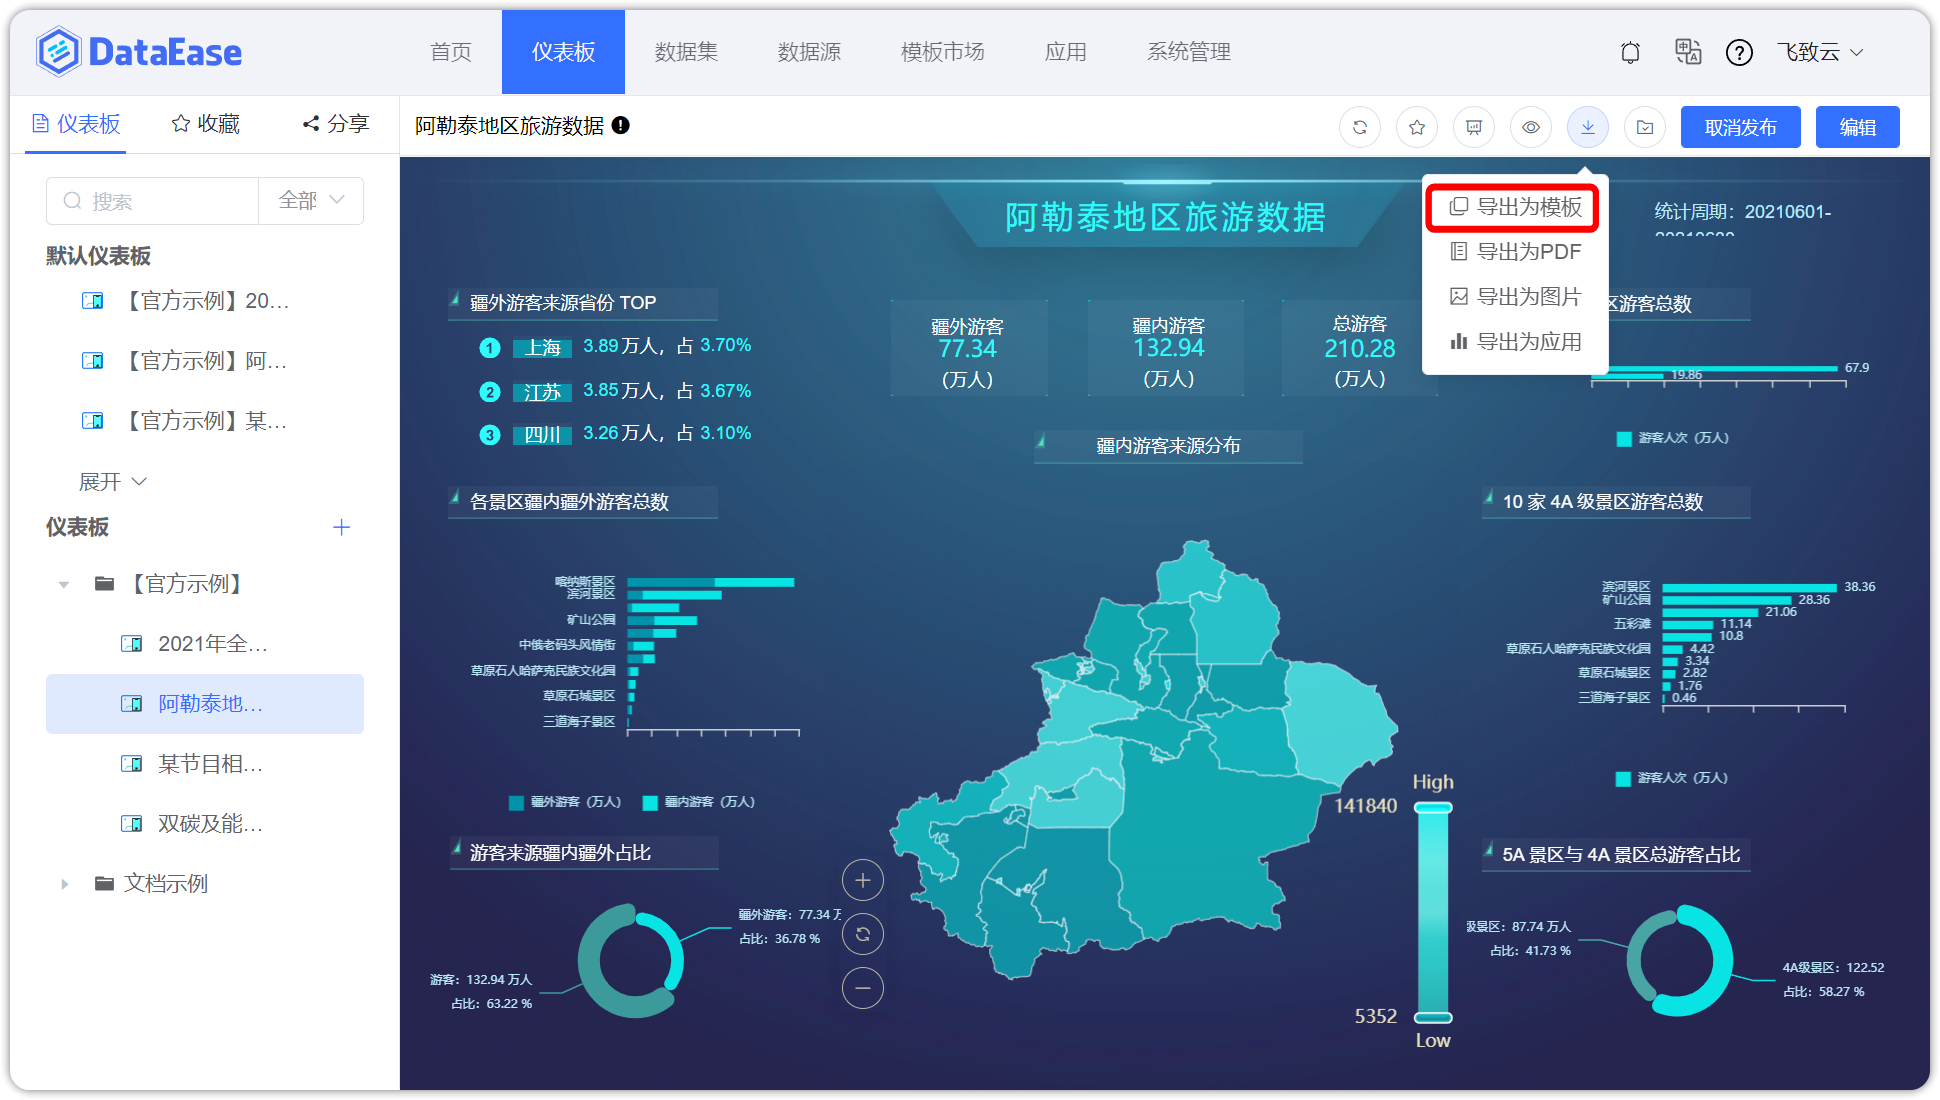 DataEase
首页 仪表板 数据集 数据源 模板市场 应用 系统管理
飞致云
仪表板 收藏 分享
阿勒泰地区旅游数据
取消发布 编辑
搜索 全部
默认仪表板
【官方示例】20...
【官方示例】阿...
【官方示例】某...
展开
仪表板
【官方示例】
2021年全...
阿勒泰地...
某节目相...
双碳及能...
文档示例
导出为模板
导出为PDF
导出为图片
导出为应用
阿勒泰地区旅游数据
统计周期：20210601-
疆外游客来源省份 TOP
1 上海 3.89万人，占 3.70%
2 江苏 3.85万人，占 3.67%
3 四川 3.26万人，占 3.10%
疆外游客
77.34
(万人)
疆内游客
132.94
(万人)
总游客
210.28
(万人)
区游客总数
67.9
19.86
游客人次（万人）
疆内游客来源分布
各景区疆内疆外游客总数
喀纳斯景区
滨河景区
矿山公园
中俄老码头风情街
草原石人哈萨克民族文化园
草原石城景区
三道海子景区
疆外游客（万人） 疆内游客（万人）
10 家 4A 级景区游客总数
滨河景区 38.36
矿山公园 28.36
21.06
五彩滩 11.14
10.8
草原石人哈萨克民族文化园 4.42
3.34
草原石城景区 2.82
1.76
三道海子景区 0.46
游客人次（万人）
High
141840
5352
Low
游客来源疆内疆外占比
疆外游客：77.34 万
占比：36.78 %
游客：132.94 万人
占比：63.22 %
5A 景区与 4A 景区总游客占比
级景区：87.74 万人
占比：41.73 %
4A级景区：122.52
占比：58.27 %